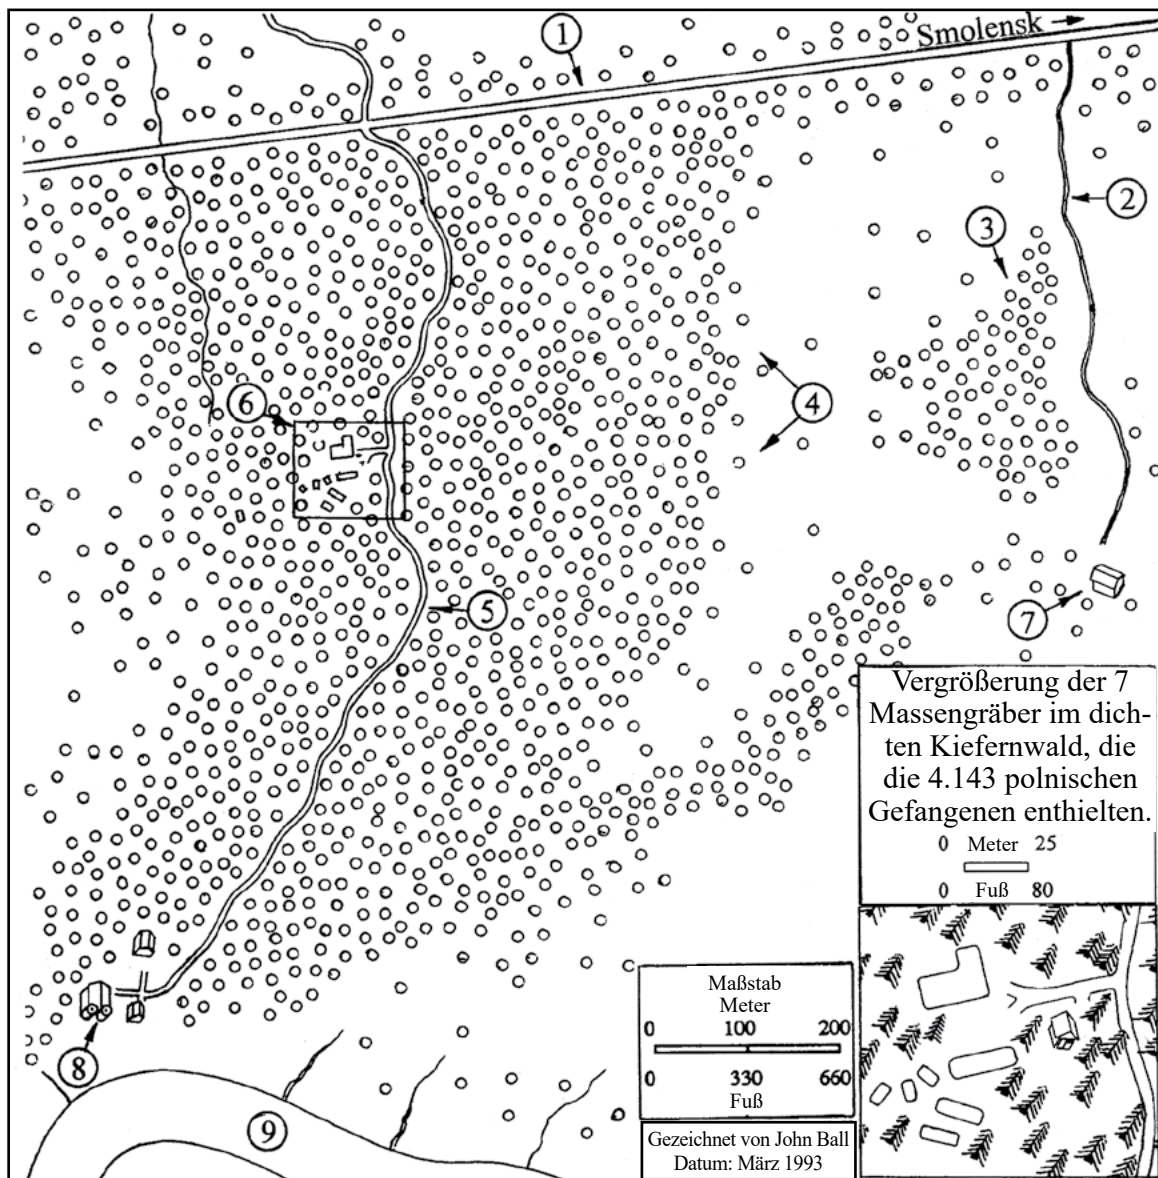 1
Smolensk
2
3
4
6
5
7
Vergrößerung der 7
Massengräber im dich-
ten Kiefernwald, die
die 4.143 polnischen
Gefangenen enthielten.
0 Meter 25
0 Fuß 80
Maßstab
Meter
0 100 200
0 330 660
Fuß
8
9
Gezeichnet von John Ball
Datum: März 1993